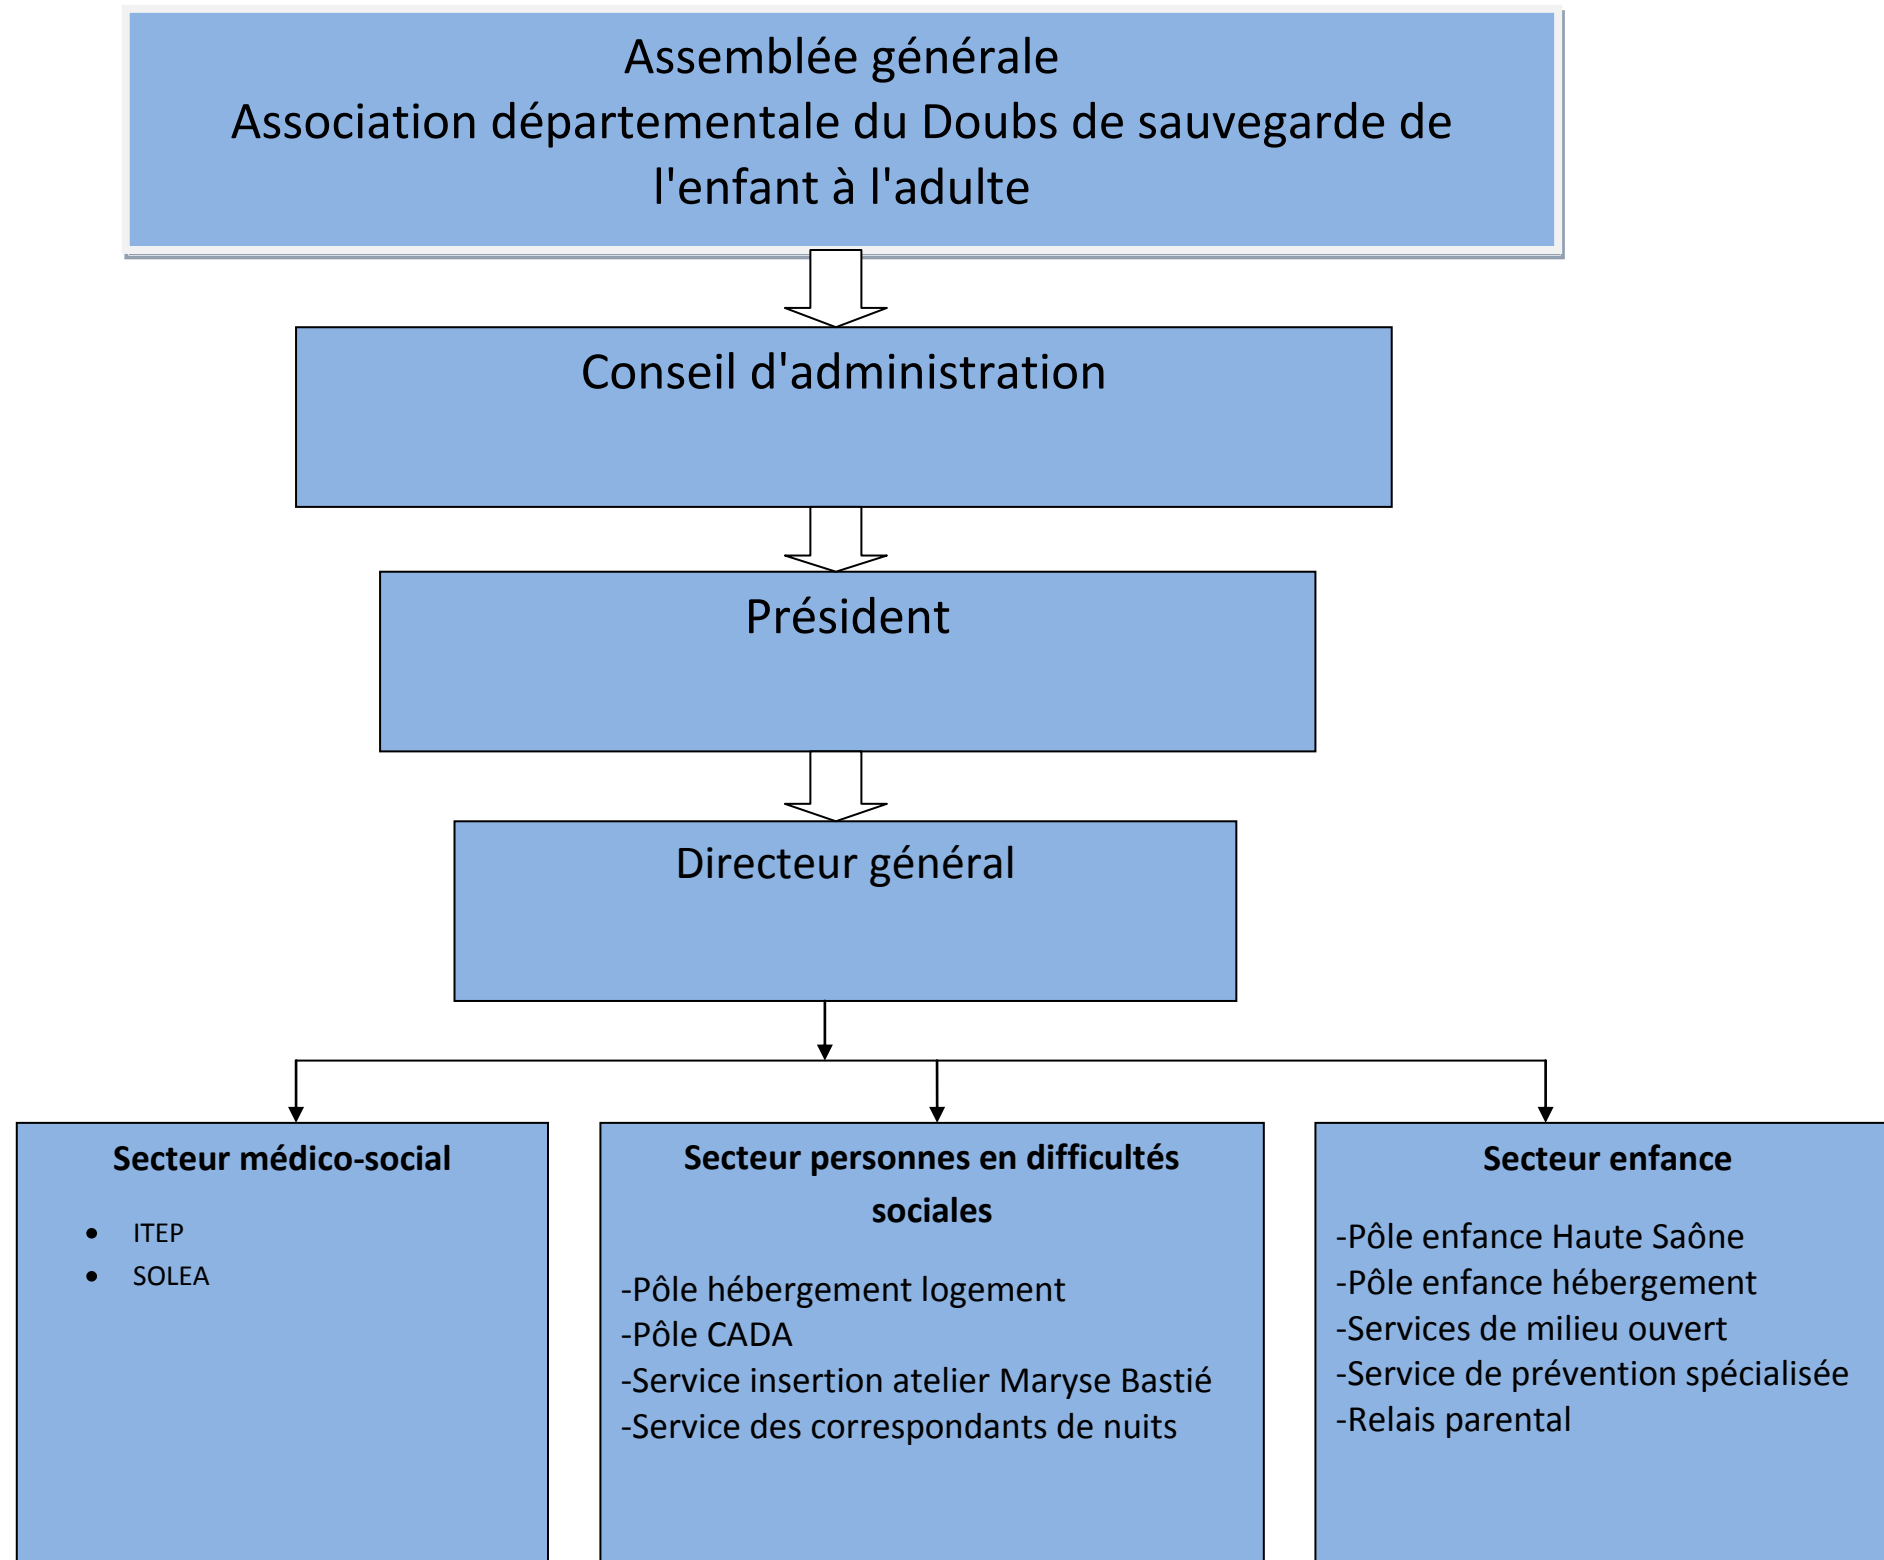 Assemblée générale
Association départementale du Doubs de sauvegarde de
l'enfant à l'adulte
Conseil d'administration
Président
Directeur général
Secteur médico-social
• ITEP
• SOLEA
Secteur personnes en difficultés
sociales
-Pôle hébergement logement
-Pôle CADA
-Service insertion atelier Maryse Bastié
-Service des correspondants de nuits
Secteur enfance
-Pôle enfance Haute Saône
-Pôle enfance hébergement
-Services de milieu ouvert
-Service de prévention spécialisée
-Relais parental